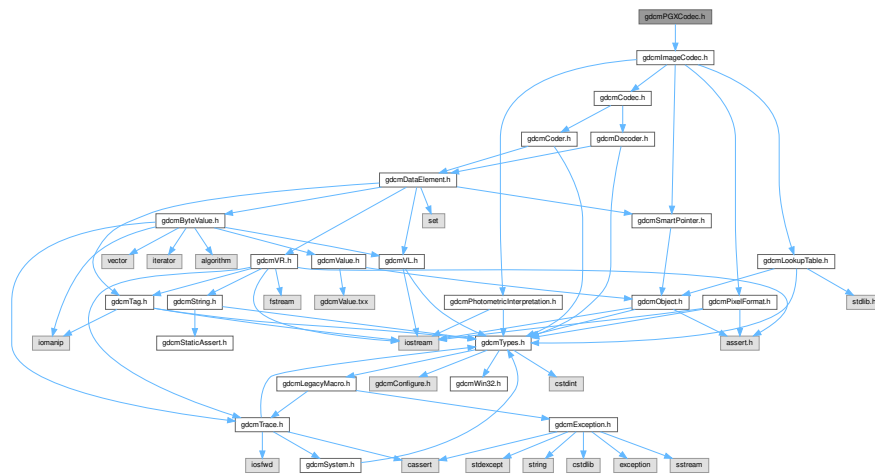 gdcmPGXCodec.h
gdcmImageCodec.h
gdcmCodec.h
gdcmCoder.h
gdcmDecoder.h
gdcmDataElement.h
gdcmByteValue.h
set
gdcmSmartPointer.h
vector
iterator
algorithm
gdcmVR.h
gdcmValue.h
gdcmVL.h
gdcmLookupTable.h
gdcmTag.h
gdcmString.h
fstream
gdcmValue.txx
gdcmPhotometricInterpretation.h
gdcmObject.h
gdcmPixelFormat.h
stdlib.h
iomanip
gdcmStaticAssert.h
iostream
gdcmTypes.h
assert.h
gdcmLegacyMacro.h
gdcmConfigure.h
gdcmWin32.h
cstdint
gdcmTrace.h
gdcmException.h
iosfwd
gdcmSystem.h
cassert
stdexcept
string
cstdlib
exception
sstream